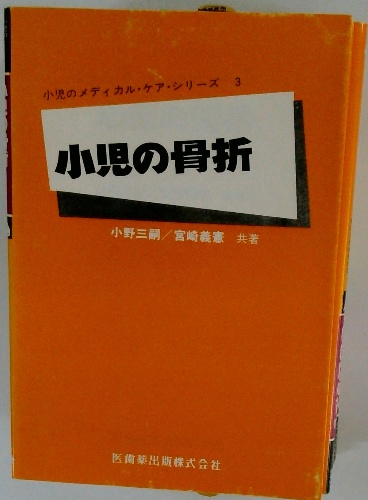 小児のメディカル・ケア・シリーズ 3
小児の骨折
小野三嗣／宮崎義憲 共著
医歯薬出版株式会社